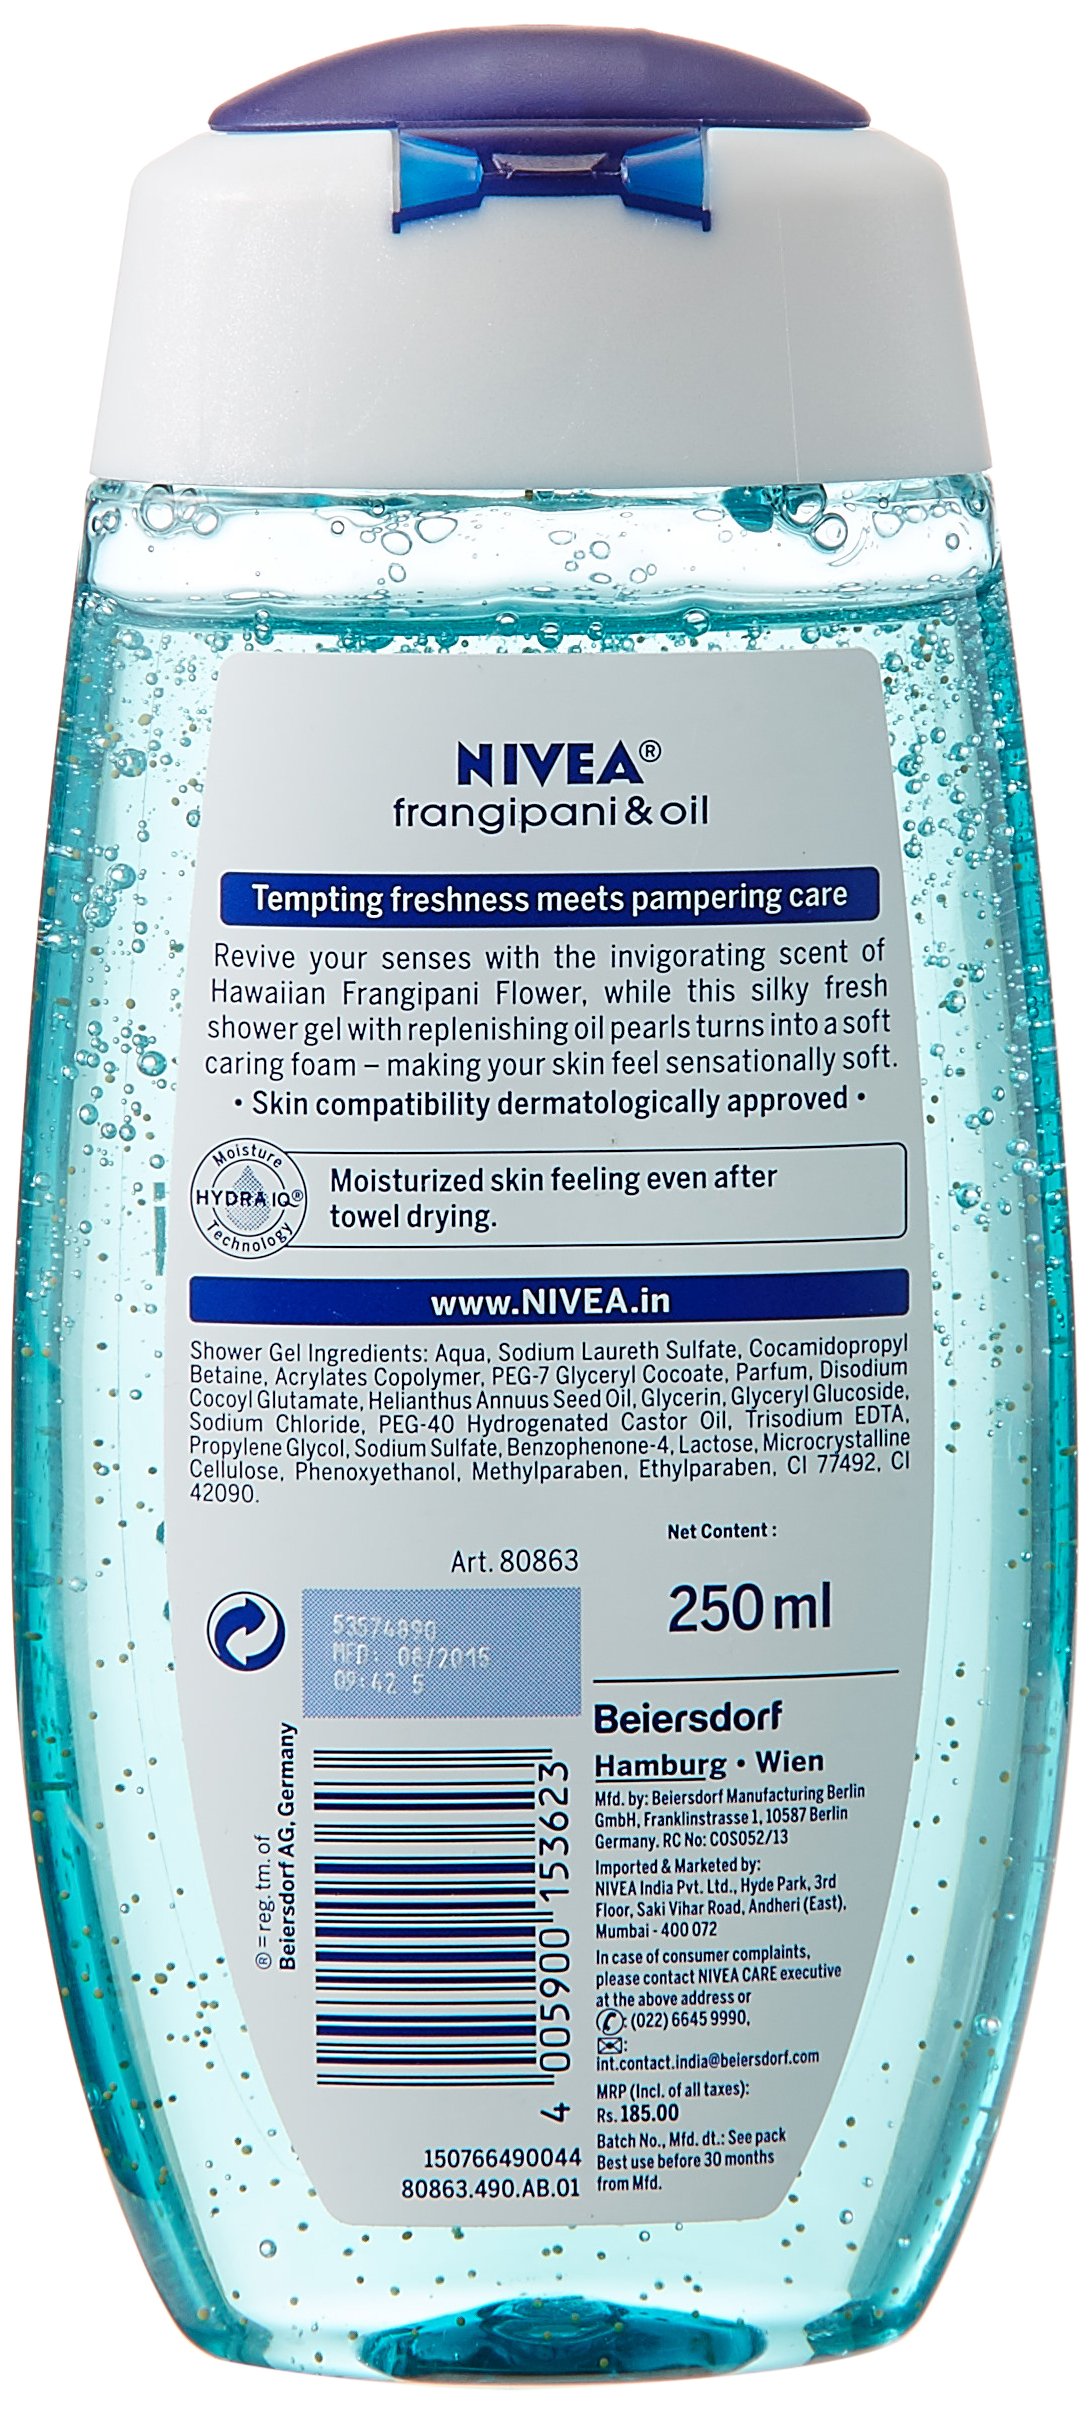 NIVEA®
frangipani & oil
Tempting freshness meets pampering care
Revive your senses with the invigorating scent of
Hawaiian Frangipani Flower, while this silky fresh
shower gel with replenishing oil pearls turns into a soft
caring foam – making your skin feel sensationally soft.
• Skin compatibility dermatologically approved •
Moisture
HYDRA IQ®
Technology
Moisturized skin feeling even after
towel drying.
www.NIVEA.in
Shower Gel Ingredients: Aqua, Sodium Laureth Sulfate, Cocamidopropyl
Betaine, Acrylates Copolymer, PEG-7 Glyceryl Cocoate, Parfum, Disodium
Cocoyl Glutamate, Helianthus Annuus Seed Oil, Glycerin, Glyceryl Glucoside,
Sodium Chloride, PEG-40 Hydrogenated Castor Oil, Trisodium EDTA,
Propylene Glycol, Sodium Sulfate, Benzophenone-4, Lactose, Microcrystalline
Cellulose, Phenoxyethanol, Methylparaben, Ethylparaben, CI 77492, CI
42090.
Art. 80863
MFD:
09:42 5
® = reg. tm. of
Beiersdorf AG, Germany
4 005900 153623
150766490044
80863.490.AB.01
Net Content :
250 ml
Beiersdorf
Hamburg • Wien
Mfd. by: Beiersdorf Manufacturing Berlin
GmbH, Franklinstrasse 1, 10587 Berlin
Germany. RC No: COS052/13
Imported & Marketed by:
NIVEA India Pvt. Ltd., Hyde Park, 3rd
Floor, Saki Vihar Road, Andheri (East),
Mumbai - 400 072
In case of consumer complaints,
please contact NIVEA CARE executive
at the above address or
: (022) 6645 9990,
:
int.contact.india@beiersdorf.com
MRP (Incl. of all taxes):
Rs. 185.00
Batch No., Mfd. dt.: See pack
Best use before 30 months
from Mfd.